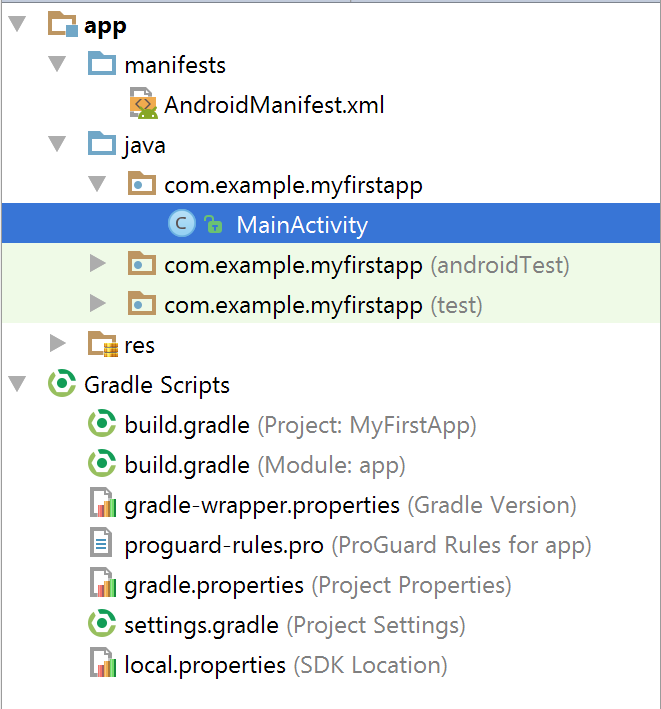 app
manifests
AndroidManifest.xml
java
com.example.myfirstapp
C MainActivity
com.example.myfirstapp (androidTest)
com.example.myfirstapp (test)
res
Gradle Scripts
build.gradle (Project: MyFirstApp)
build.gradle (Module: app)
gradle-wrapper.properties (Gradle Version)
proguard-rules.pro (ProGuard Rules for app)
gradle.properties (Project Properties)
settings.gradle (Project Settings)
local.properties (SDK Location)